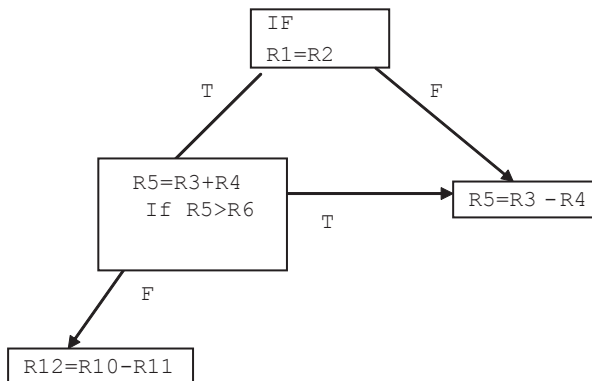 IF
R1=R2
T
F
R5=R3+R4
If R5>R6
T
R5=R3 – R4
F
R12=R10-R11